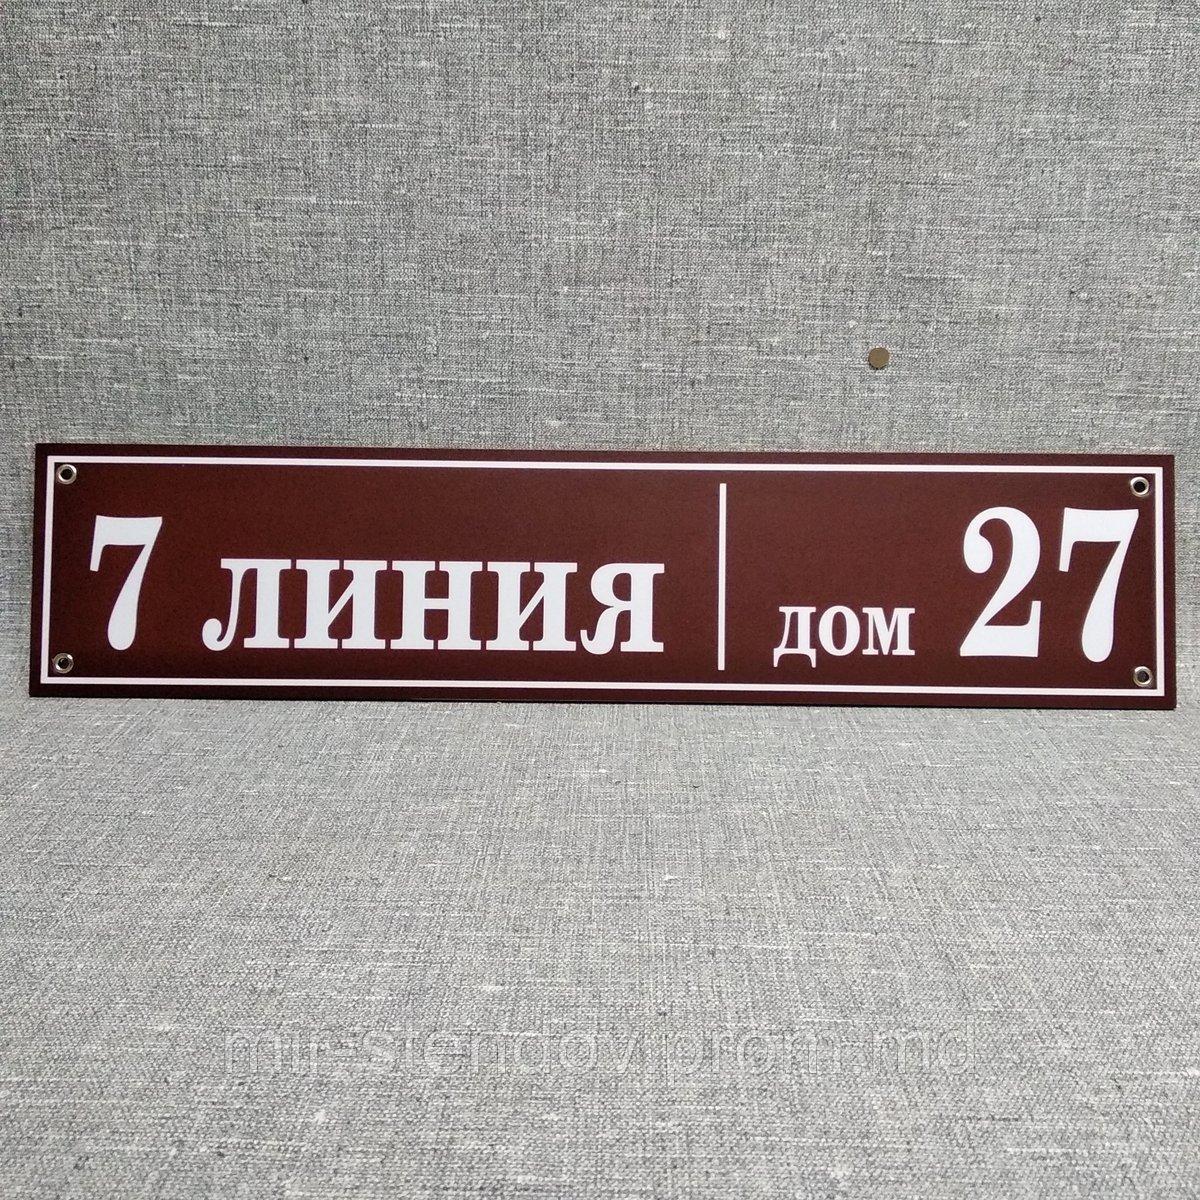 7 линия дом 27
mir-stendov.prom.md